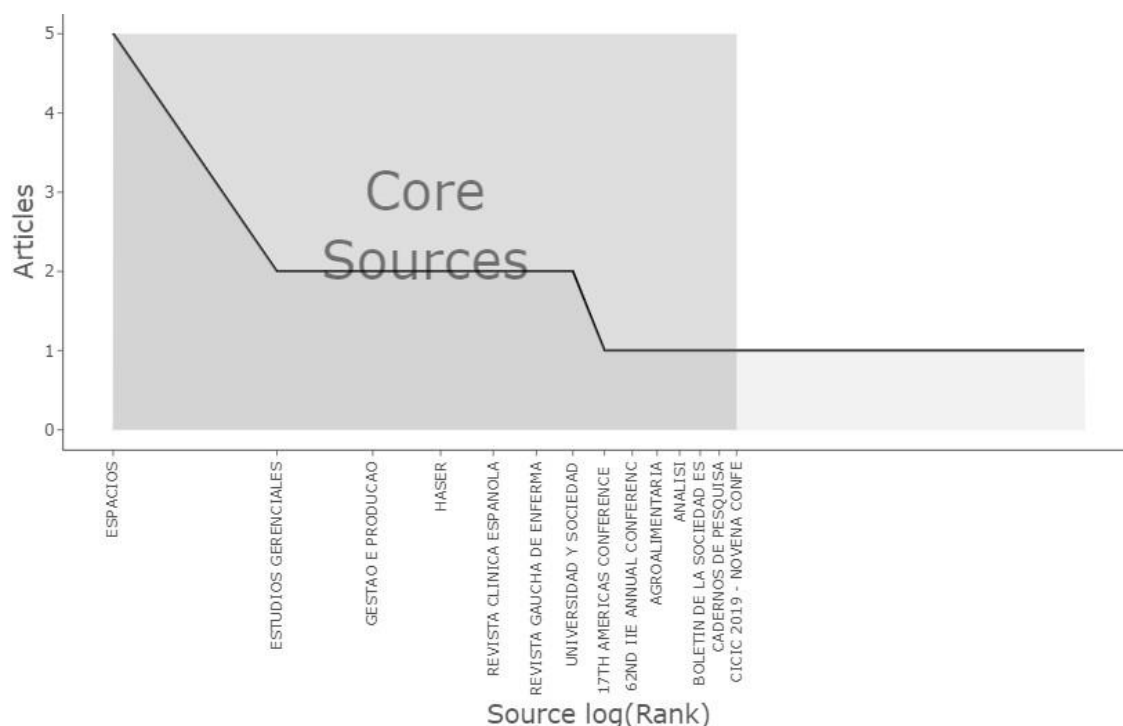 5
4
3
2
1
0
Articles
Core
Sources
ESPACIOS
ESTUDIOS GERENCIALES
GESTAO E PRODUCAO
HASER
REVISTA CLINICA ESPANOLA
REVISTA GAUCHA DE ENFERMA
UNIVERSIDAD Y SOCIEDAD
17TH AMERICAS CONFERENCE
62ND IIE ANNUAL CONFERENC
AGROALIMENTARIA
ANALISI
BOLETIN DE LA SOCIEDAD ES
CADERNOS DE PESQUISA
CICIC 2019 - NOVENA CONFE
Source log(Rank)